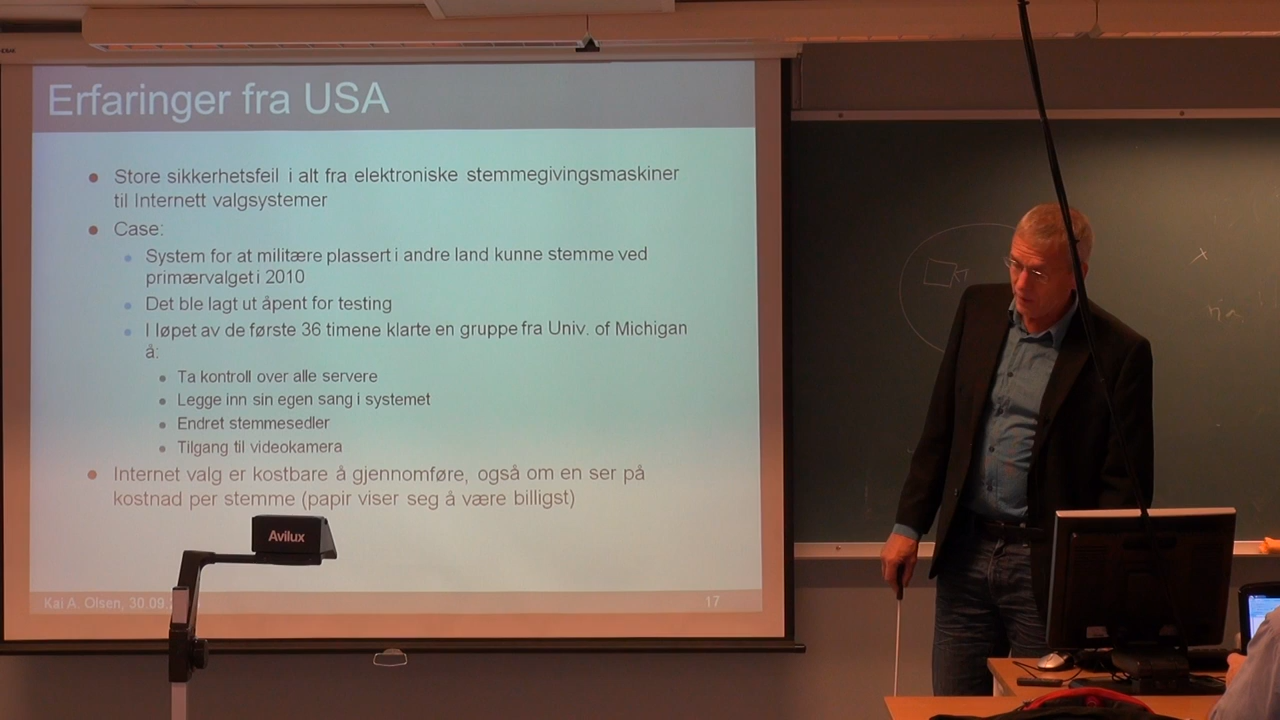 Erfaringer fra USA
Store sikkerhetsfeil i alt fra elektroniske stemmegivingsmaskiner
til Internett valgsystemer
Case:
System for at militære plassert i andre land kunne stemme ved
primærvalget i 2010
Det ble lagt ut åpent for testing
I løpet av de første 36 timene klarte en gruppe fra Univ. of Michigan
å:
Ta kontroll over alle servere
Legge inn sin egen sang i systemet
Endret stemmesedler
Tilgang til videokamera
Internet valg er kostbare å gjennomføre, også om en ser på
kostnad per stemme (papir viser seg å være billigst)
Avilux
Kai A. Olsen, 30.09.
17